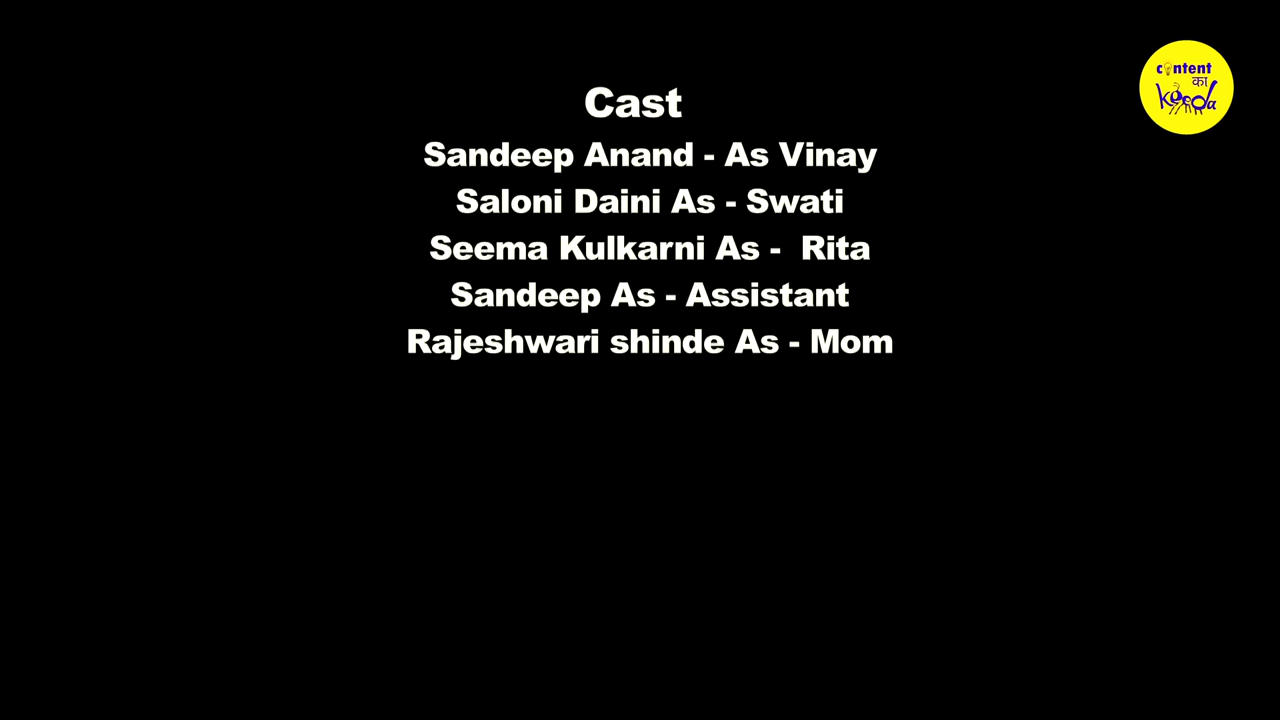 content
का
keeda
Cast
Sandeep Anand - As Vinay
Saloni Daini As - Swati
Seema Kulkarni As -  Rita
Sandeep As - Assistant
Rajeshwari shinde As - Mom